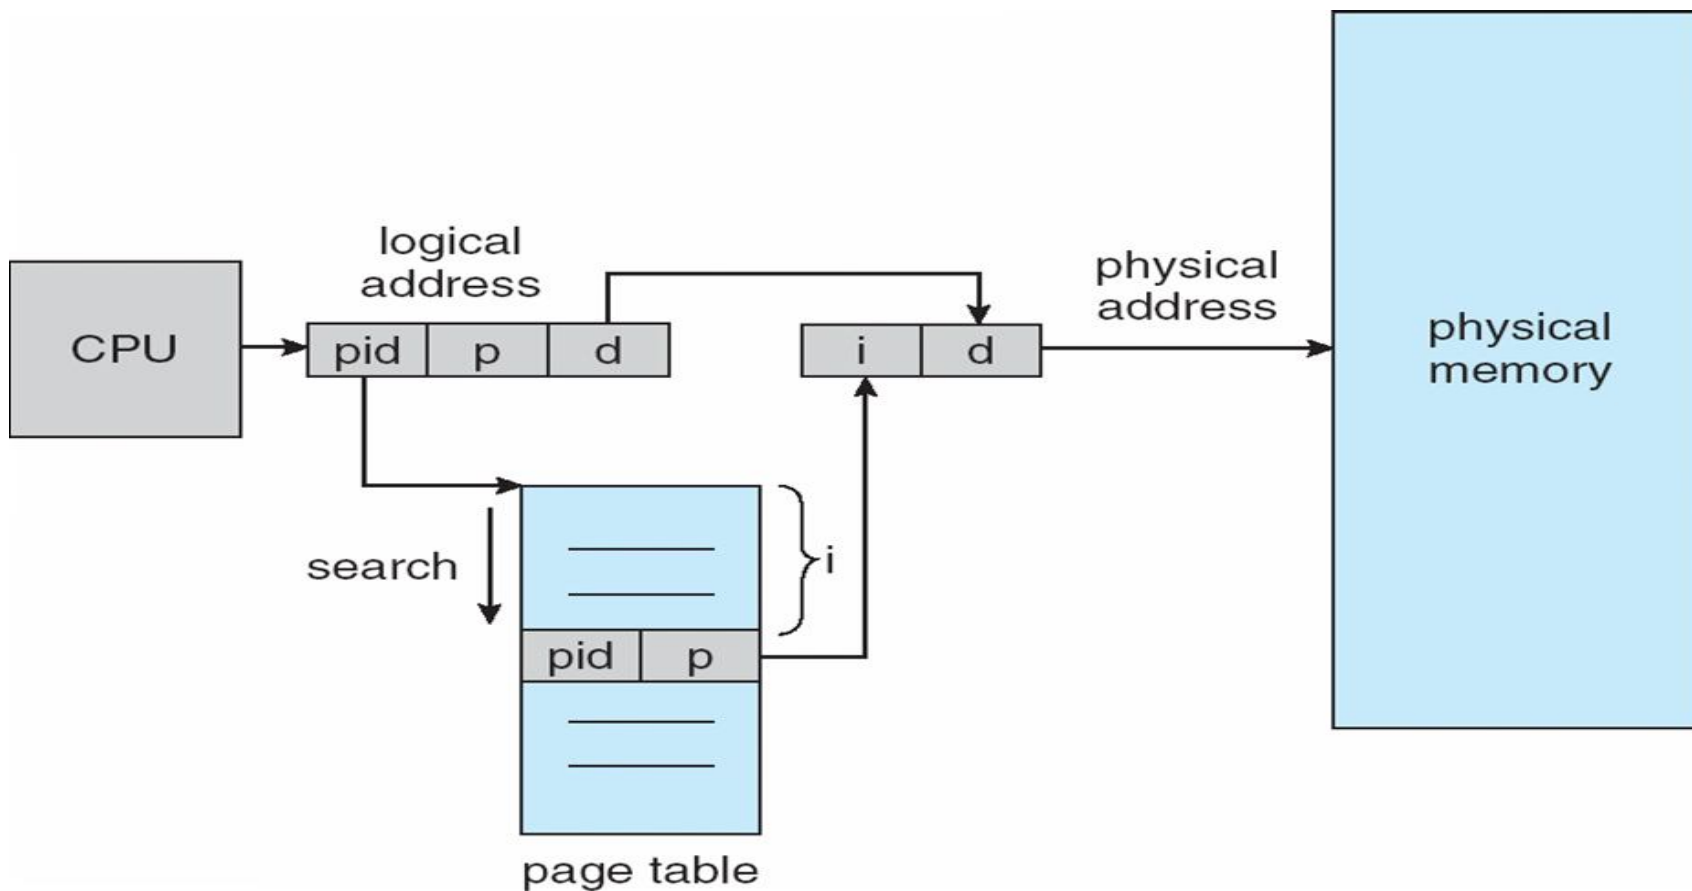 logical
address
physical
address
CPU
pid p d
i d
physical
memory
search
i
pid p
page table